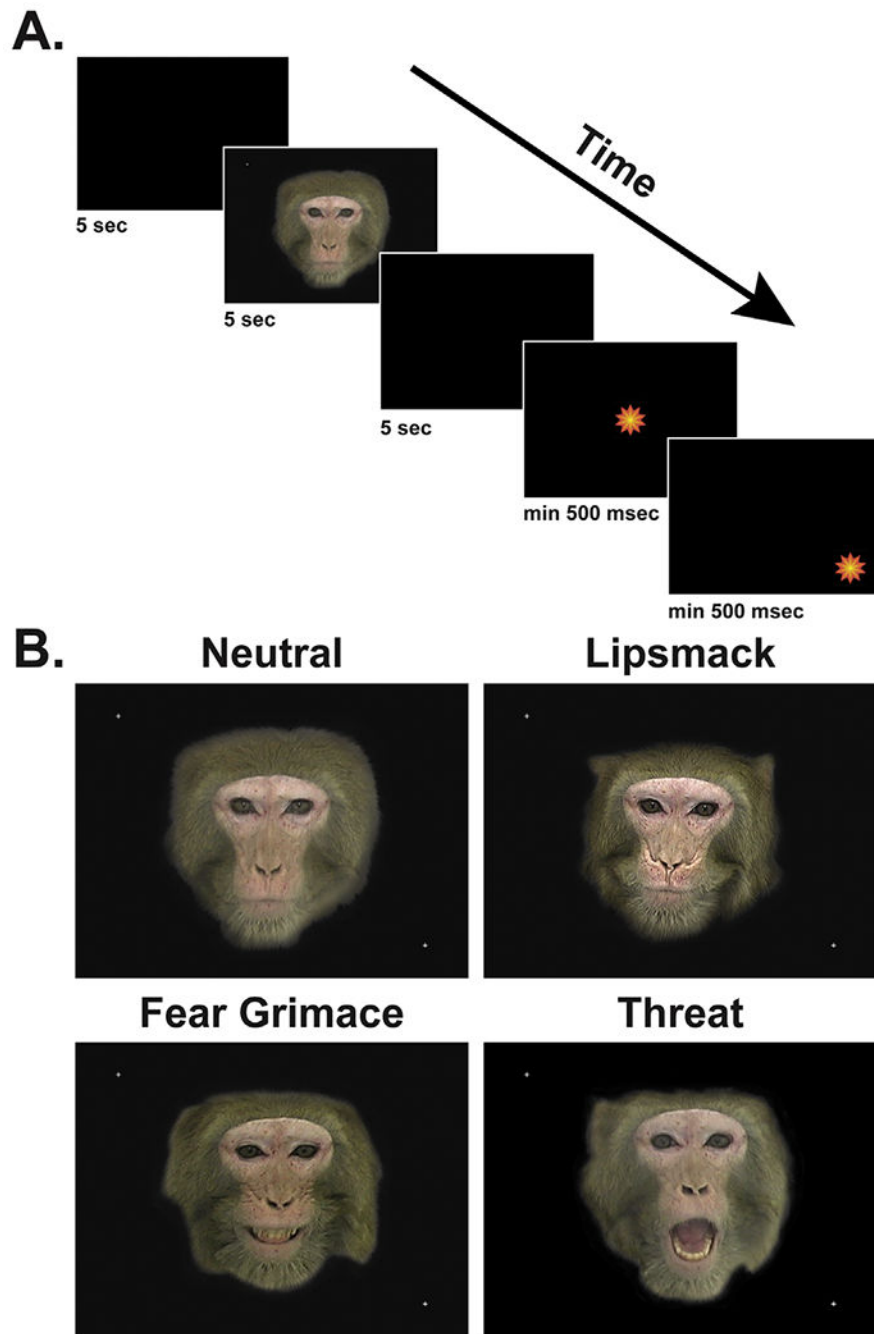 A.
Time
5 sec
5 sec
5 sec
min 500 msec
min 500 msec
B.
Neutral
Lipsmack
Fear Grimace
Threat